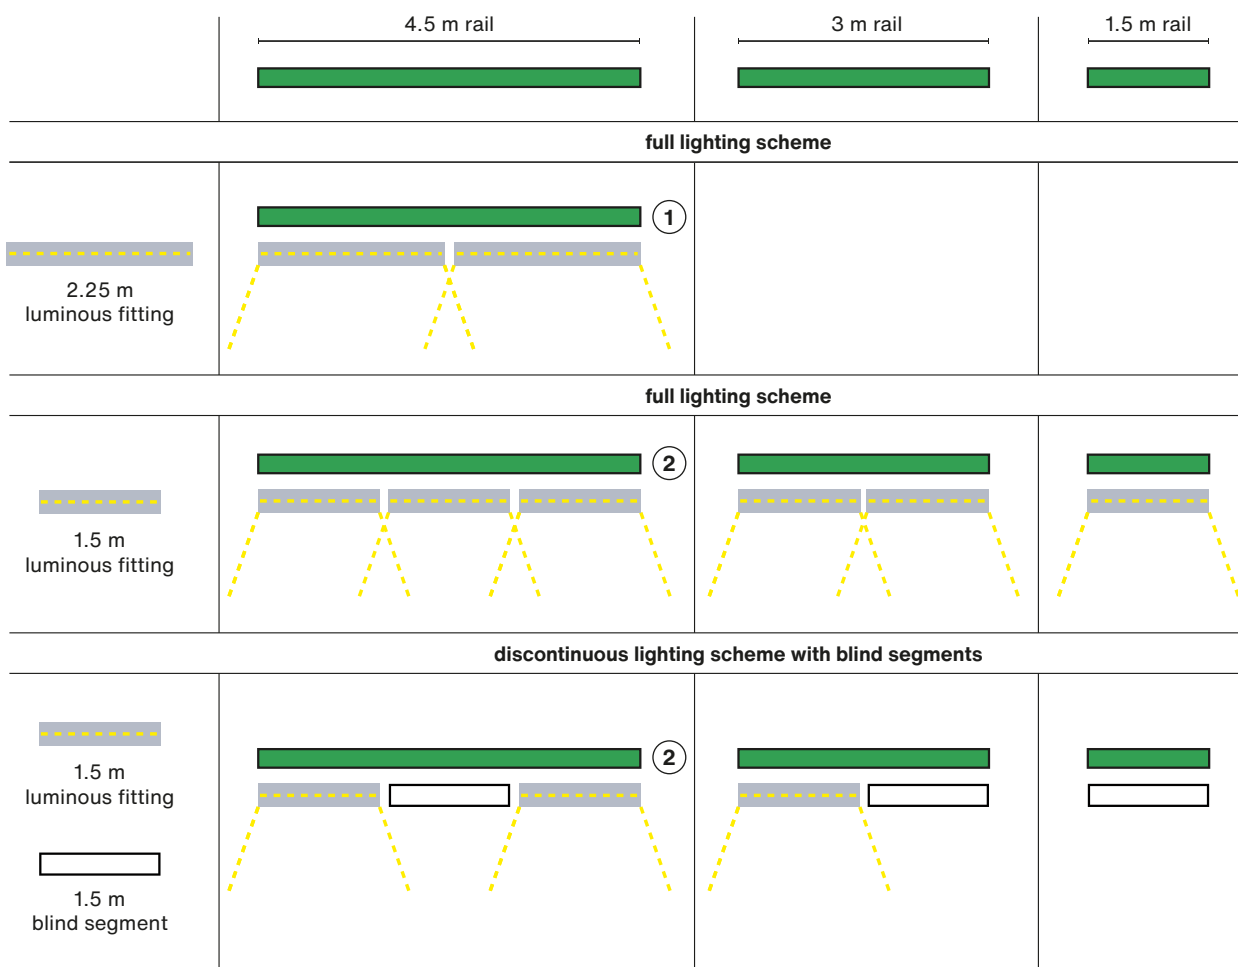 4.5 m rail
3 m rail
1.5 m rail
full lighting scheme
1
2.25 m
luminous fitting
full lighting scheme
2
1.5 m
luminous fitting
discontinuous lighting scheme with blind segments
2
1.5 m
luminous fitting
1.5 m
blind segment